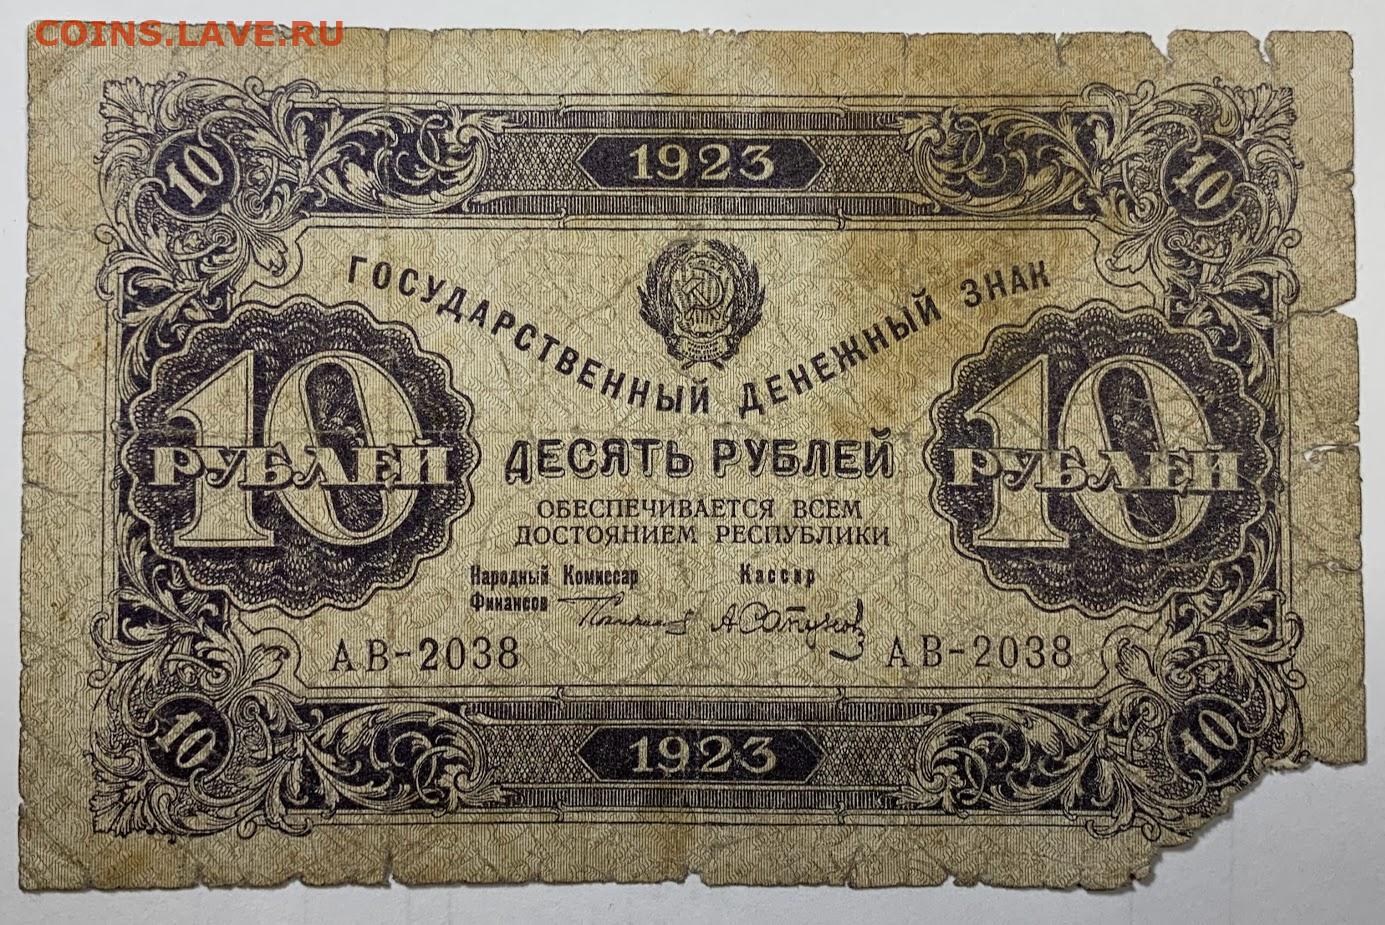 COINS.LAVE.RU
1923
10
10
ГОСУДАРСТВЕННЫЙ ДЕНЕЖНЫЙ ЗНАК
10
РУБЛЕЙ
10
РУБЛЕЙ
ДЕСЯТЬ РУБЛЕЙ
ОБЕСПЕЧИВАЕТСЯ ВСЕМ
ДОСТОЯНИЕМ РЕСПУБЛИКИ
Народный Комиссар
Финансов
Кассир
АВ-2038
АВ-2038
10
1923
10